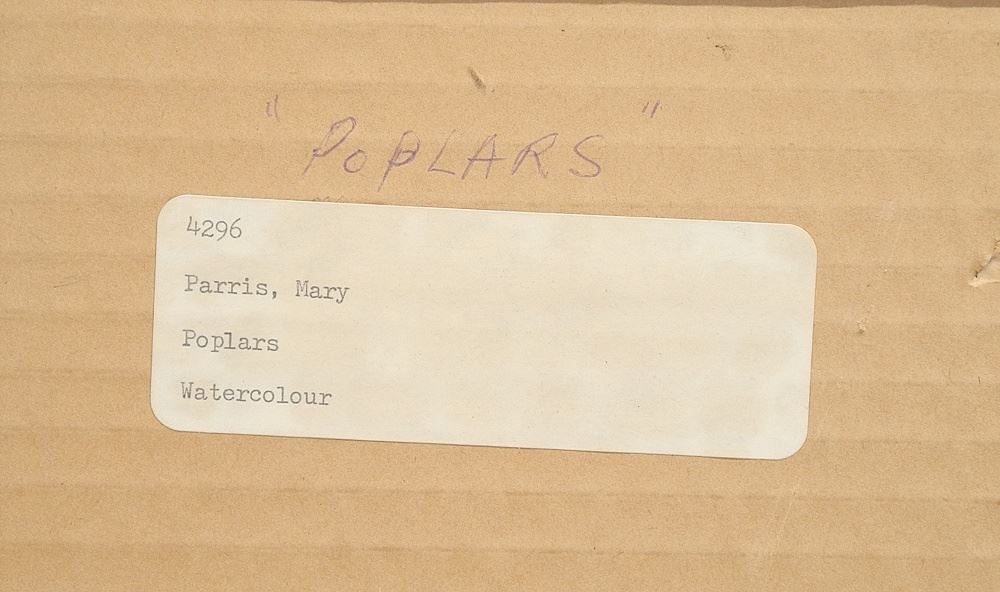 " POPLARS "
4296
Parris, Mary
Poplars
Watercolour